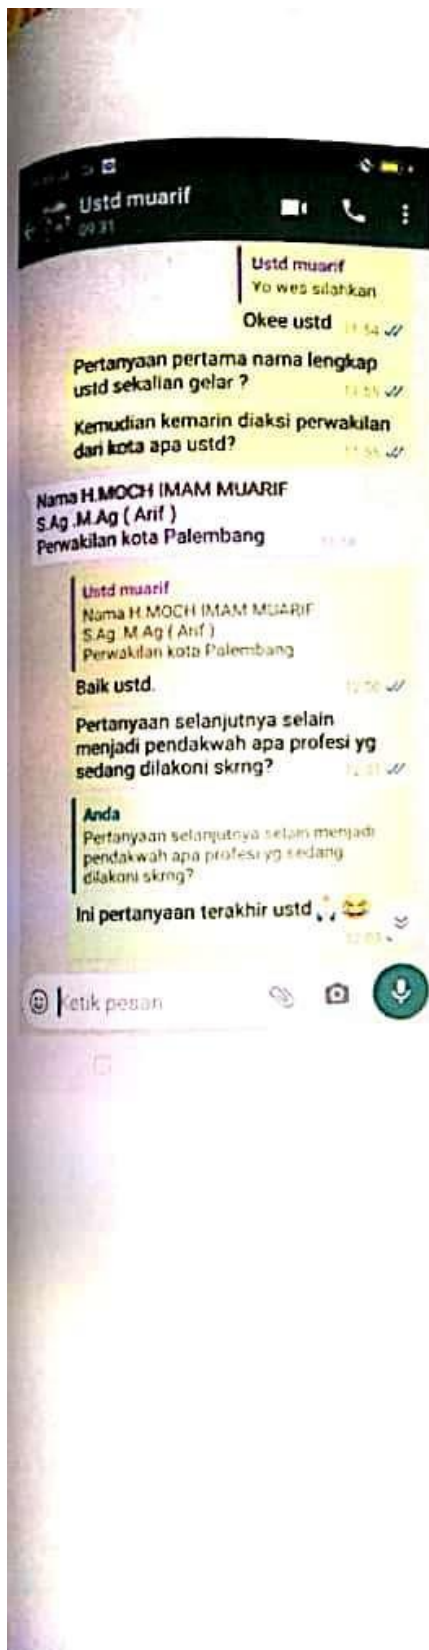 Ustd muarif
09.31
Ustd muarif
Yo wes silahkan
Okee ustd 11.54
Pertanyaan pertama nama lengkap
ustd sekalian gelar ?
Kemudian kemarin diaksi perwakilan
dari kota apa ustd?
Nama H.MOCH IMAM MUARIF
S.Ag .M.Ag ( Arif )
Perwakilan kota Palembang
Ustd muarif
Nama H.MOCH IMAM MUARIF
S.Ag .M.Ag ( Arif )
Perwakilan kota Palembang
Baik ustd.
Pertanyaan selanjutnya selain
menjadi pendakwah apa profesi yg
sedang dilakoni skrng?
Anda
Pertanyaan selanjutnya selain menjadi
pendakwah apa profesi yg sedang
dilakoni skrng?
Ini pertanyaan terakhir ustd
Ketik pesan